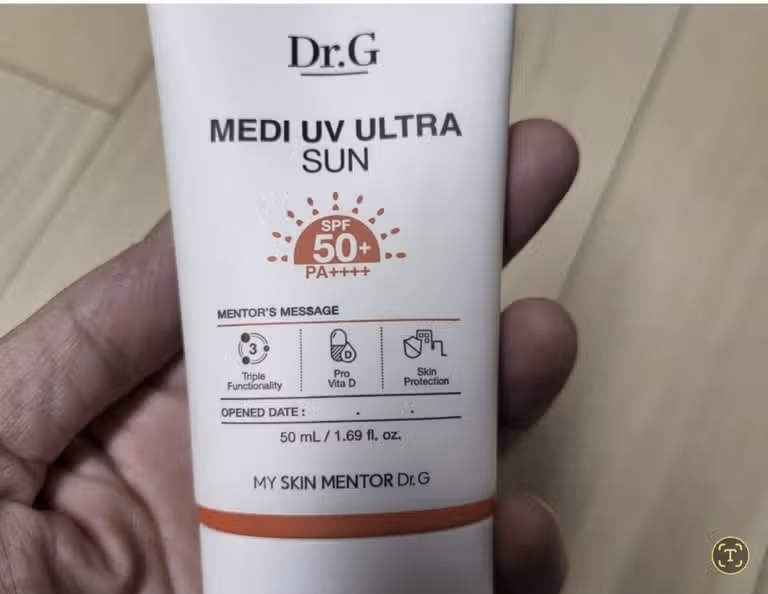 Dr.G
MEDI UV ULTRA
SUN
SPF
50+
PA++++
MENTOR'S MESSAGE
3
D
Triple
Functionality
Pro
Vita D
Skin
Protection
OPENED DATE : . .
50 mL / 1.69 fl. oz.
MY SKIN MENTOR Dr.G
T